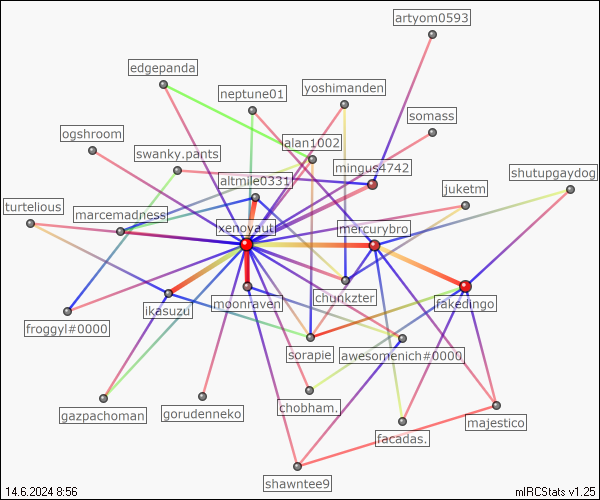 artyom0593
edgepanda
neptune01
yoshimanden
somass
ogshroom
lalan1002
swanky.pants
mingus4742
shutupgaydog
altmile0331
juketm
turtelious
marcemadness
xenoyaut
mercurybro
ikasuzu
moonraven
chunkzter
fakedingo
froggyl#0000
sorapie
awesomenich#0000
gazpachoman
gorudenneko
chobham.
facadas.
majestico
shawntee9
14.6.2024 8:56
mIRCStats v1.25